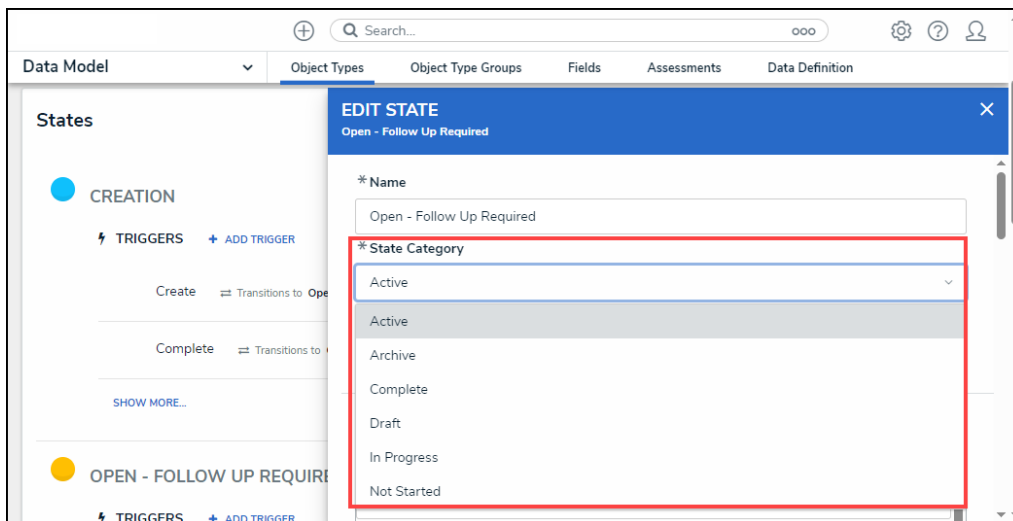 Search...
Data Model
Object Types
Object Type Groups
Fields
Assessments
Data Definition
States
CREATION
TRIGGERS + ADD TRIGGER
Create Transitions to Ope
Complete Transitions to
SHOW MORE...
OPEN - FOLLOW UP REQUIRE
TRIGGERS + ADD TRIGGER
EDIT STATE
Open - Follow Up Required
*Name
Open - Follow Up Required
*State Category
Active
Active
Archive
Complete
Draft
In Progress
Not Started